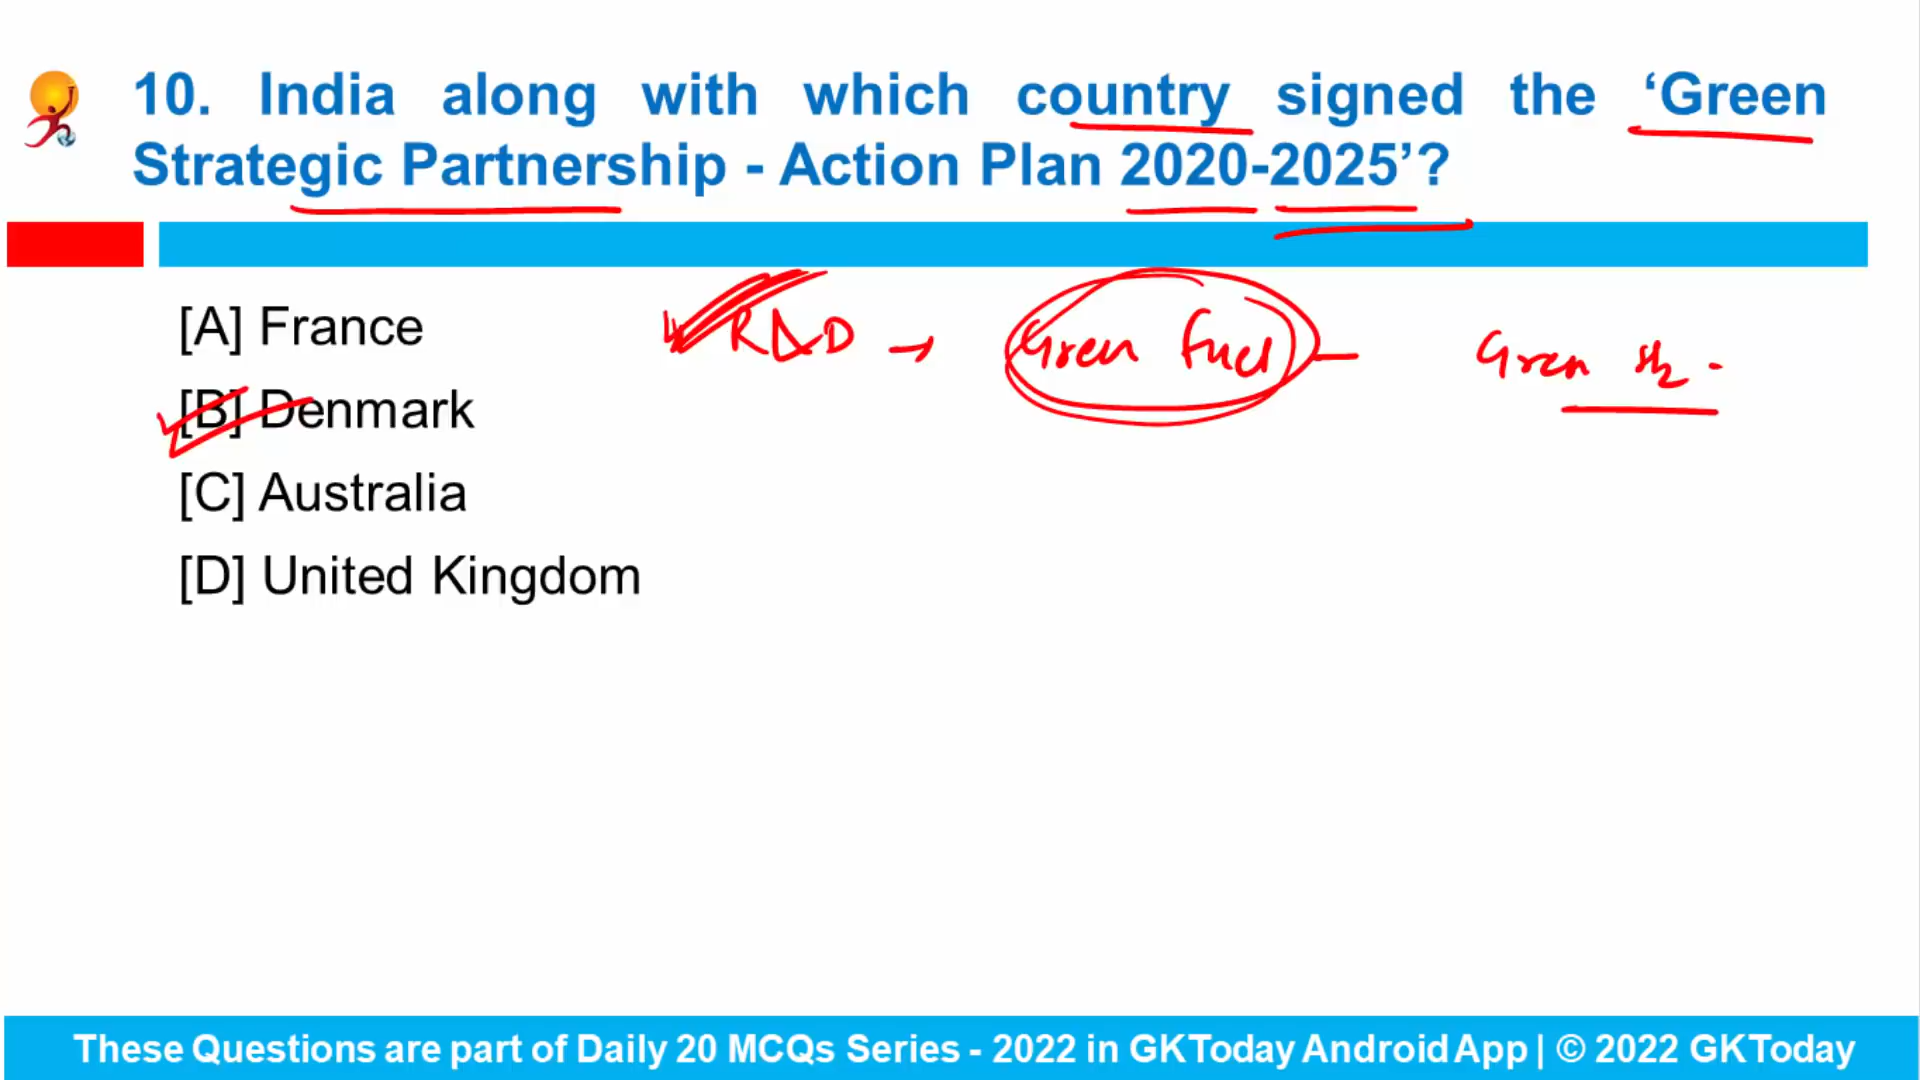 10. India along with which country signed the ‘Green
Strategic Partnership - Action Plan 2020-2025’?
[A] France
R&D → Green Fuel — Green H2.
[B] Denmark
[C] Australia
[D] United Kingdom
These Questions are part of Daily 20 MCQs Series - 2022 in GKToday Android App | © 2022 GKToday